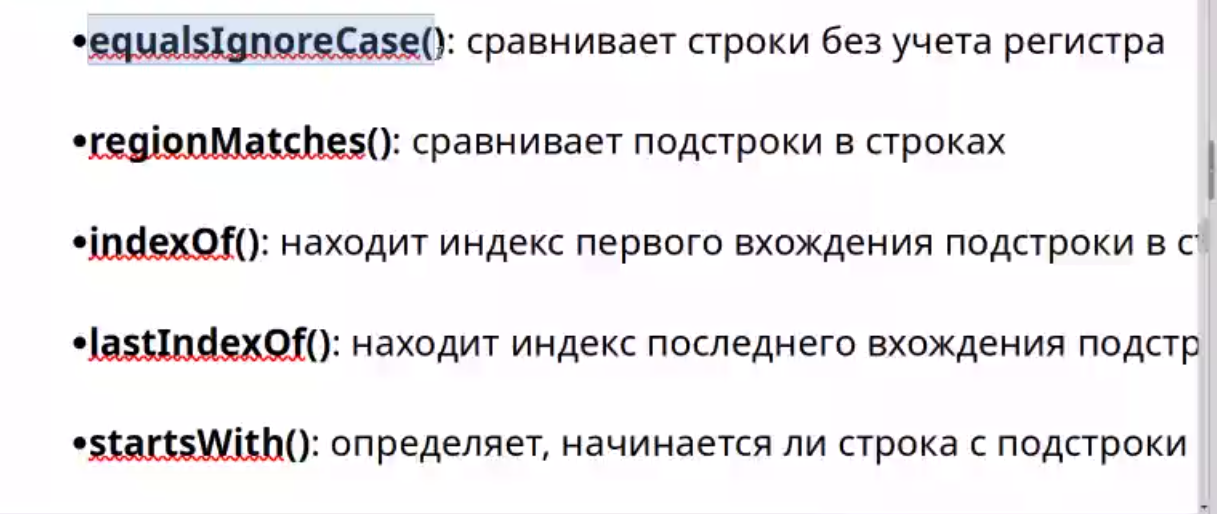 •equalsIgnoreCase(): сравнивает строки без учета регистра
•regionMatches(): сравнивает подстроки в строках
•indexOf(): находит индекс первого вхождения подстроки в
•lastIndexOf(): находит индекс последнего вхождения
•startsWith(): определяет, начинается ли строка с подстроки